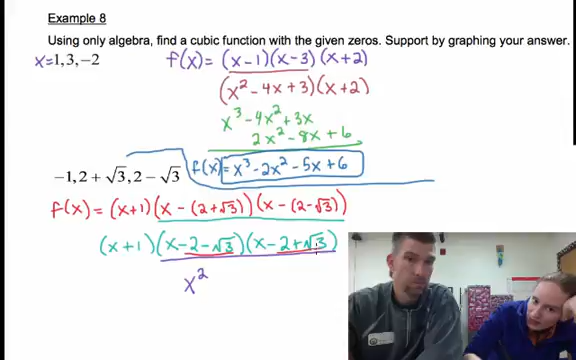 Example 8
Using only algebra, find a cubic function with the given zeros. Support by graphing your answer.
x=1, 3, −2 f(x)= (x−1)(x−3)(x+2)
(x² − 4x +3)(x+2)
x³ −4x² +3x
2x² −8x +6
f(x)= x³ −2x² −5x +6
−1, 2 + √3, 2 − √3
f(x) = (x+1)(x − (2+√3))(x − (2−√3))
(x+1)(x−2−√3)(x−2+√3)
x²